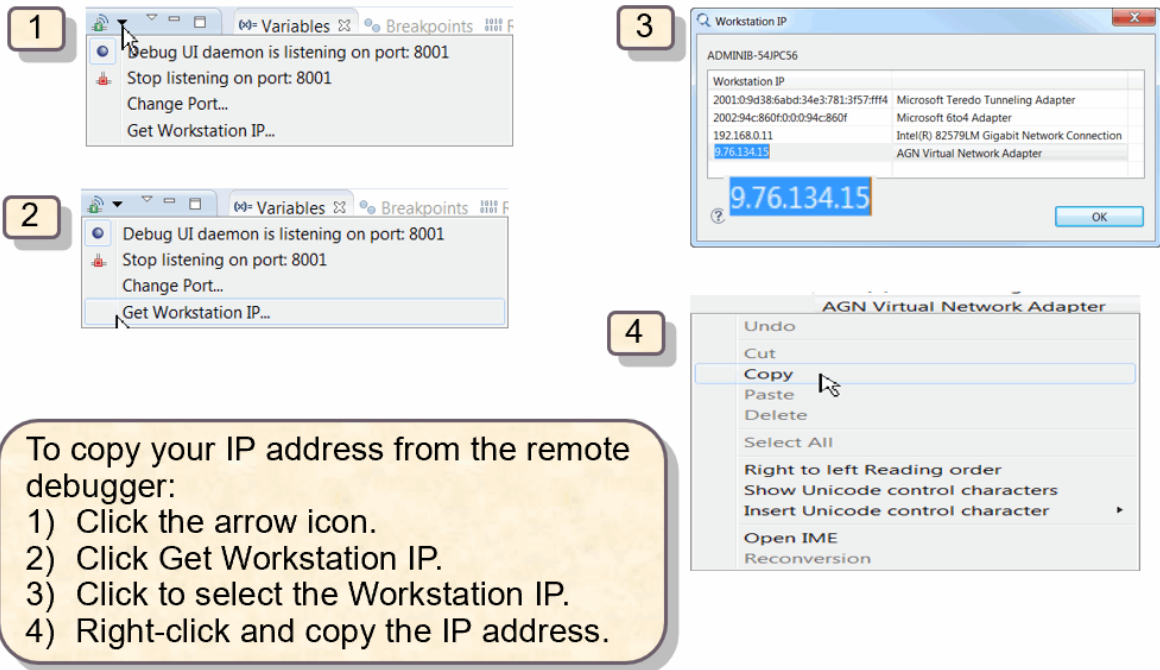 1
(x)= Variables Breakpoints
Debug UI daemon is listening on port: 8001
Stop listening on port: 8001
Change Port...
Get Workstation IP...
2
(x)= Variables Breakpoints
Debug UI daemon is listening on port: 8001
Stop listening on port: 8001
Change Port...
Get Workstation IP...
3
Workstation IP
ADMINIB-54JPC56
Workstation IP
2001:0:9d38:6abd:34e3:781:3f57:fff4 Microsoft Teredo Tunneling Adapter
2002:94c:860f:0:0:0:94c:860f Microsoft 6to4 Adapter
192.168.0.11 Intel(R) 82579LM Gigabit Network Connection
9.76.134.15 AGN Virtual Network Adapter
9.76.134.15
OK
4
AGN Virtual Network Adapter
Undo
Cut
Copy
Paste
Delete
Select All
Right to left Reading order
Show Unicode control characters
Insert Unicode control character
Open IME
Reconversion
To copy your IP address from the remote
debugger:
1) Click the arrow icon.
2) Click Get Workstation IP.
3) Click to select the Workstation IP.
4) Right-click and copy the IP address.